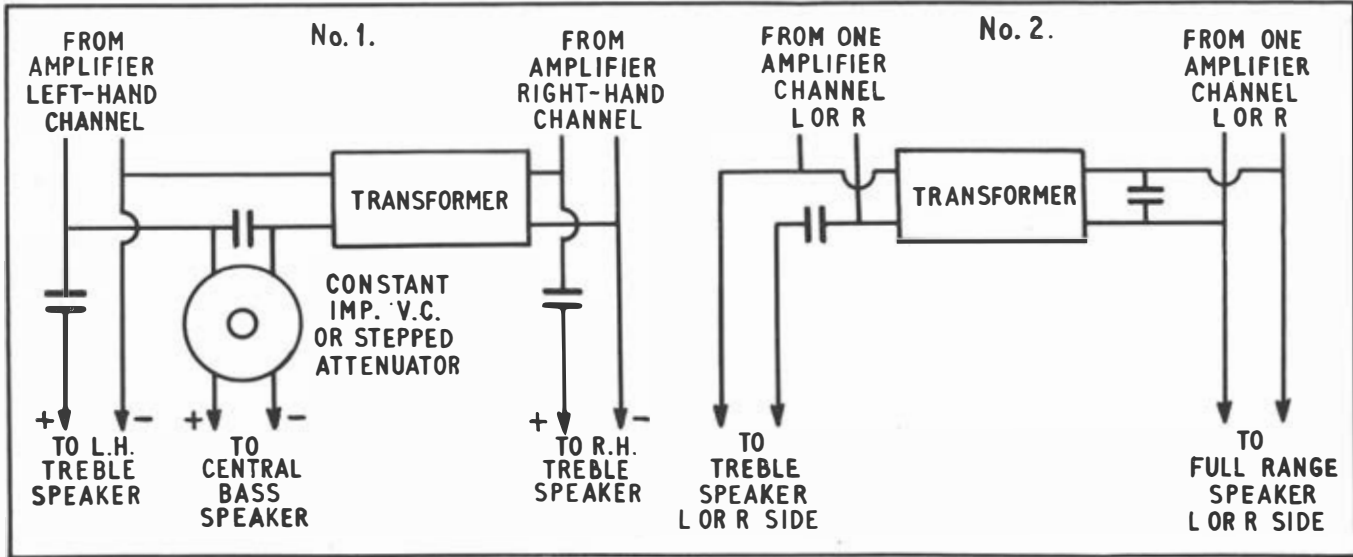 No. 1.
FROM
AMPLIFIER
LEFT-HAND
CHANNEL
FROM
AMPLIFIER
RIGHT-HAND
CHANNEL
TRANSFORMER
CONSTANT
IMP. V.C.
OR STEPPED
ATTENUATOR
+ -
TO L.H.
TREBLE
SPEAKER
+ -
TO
CENTRAL
BASS
SPEAKER
+ -
TO R.H.
TREBLE
SPEAKER
No. 2.
FROM ONE
AMPLIFIER
CHANNEL
L OR R
FROM ONE
AMPLIFIER
CHANNEL
L OR R
TRANSFORMER
TO
TREBLE
SPEAKER
L OR R SIDE
TO
FULL RANGE
SPEAKER
L OR R SIDE